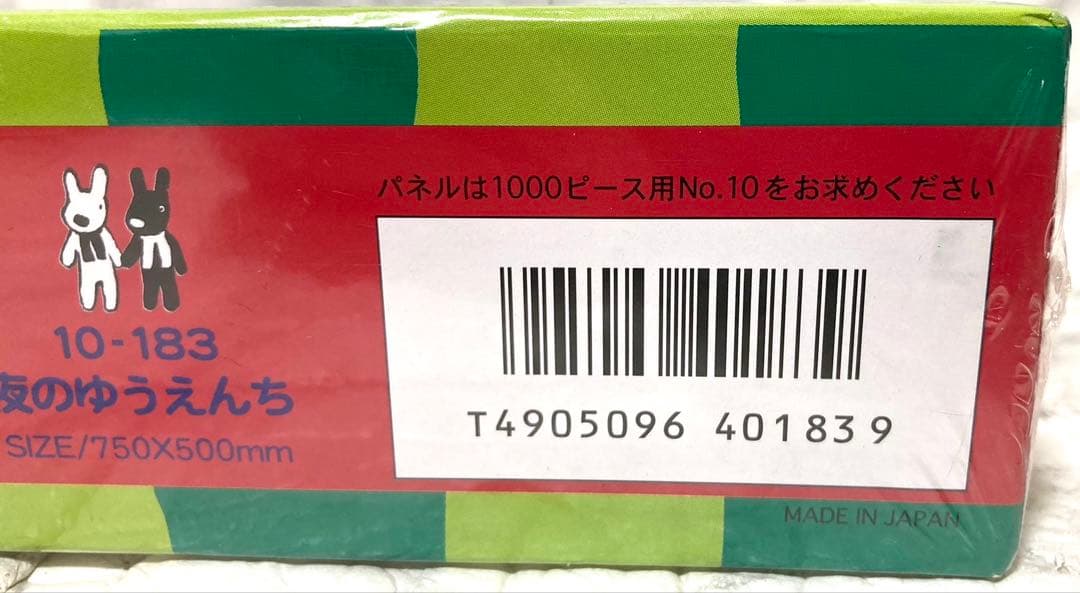 パネルは1000ピース用No.10をお求めください
10-183
夜のゆうえんち
SIZE/750X500mm
T4905096 401839
MADE IN JAPAN